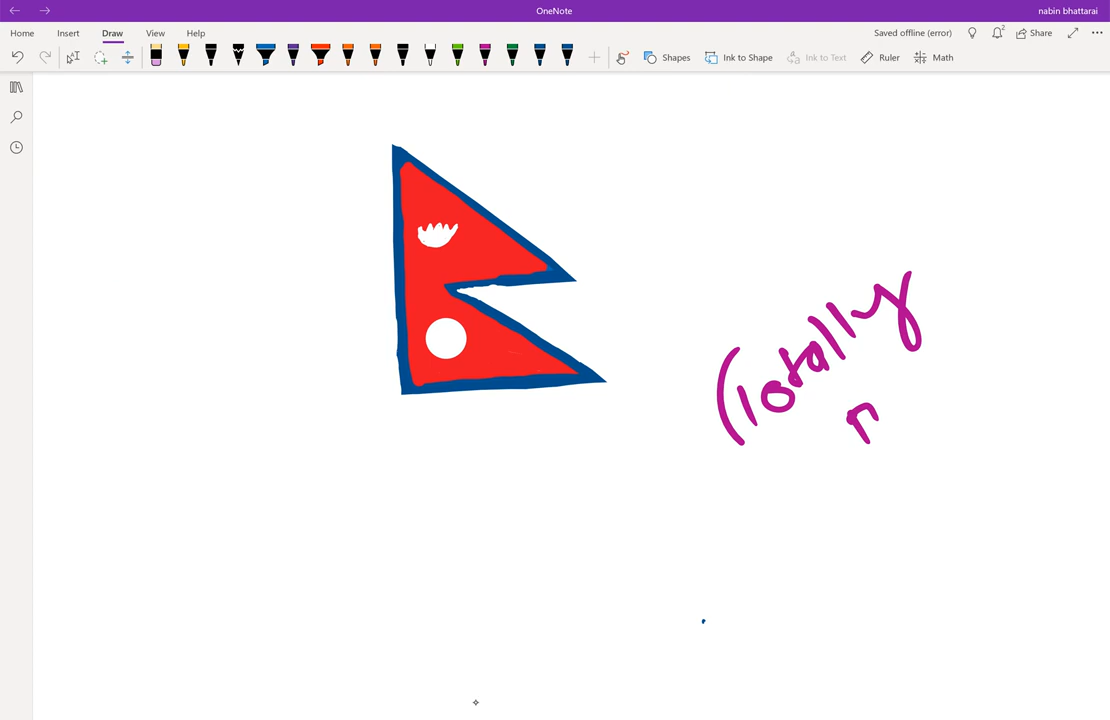 OneNote
nabin bhattarai
Home Insert Draw View Help
Saved offline (error)
2
Share
Shapes
Ink to Shape
Ink to Text
Ruler
Math
(Totally
n